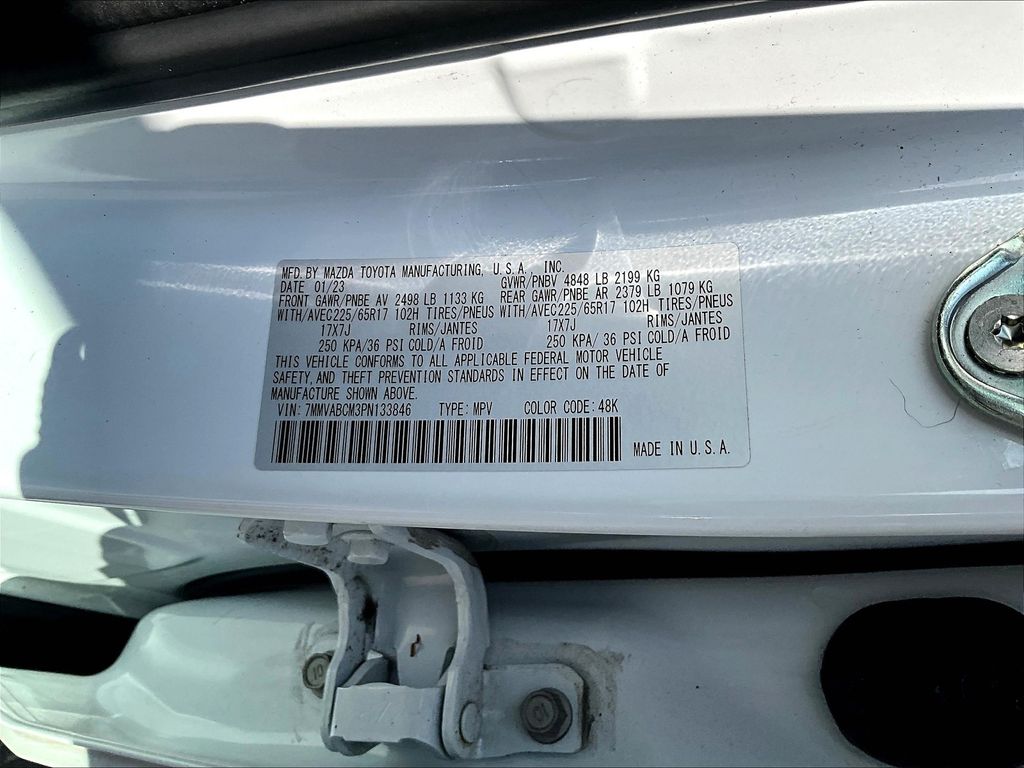 MFD. BY MAZDA TOYOTA MANUFACTURING, U.S.A., INC.
DATE 01/23 GVWR/PNBV 4848 LB 2199 KG
FRONT GAWR/PNBE AV 2498 LB 1133 KG REAR GAWR/PNBE AR 2379 LB 1079 KG
WITH/AVEC225/65R17 102H TIRES/PNEUS WITH/AVEC225/65R17 102H TIRES/PNEUS
17X7J RIMS/JANTES 17X7J RIMS/JANTES
250 KPA/36 PSI COLD/A FROID 250 KPA/ 36 PSI COLD/A FROID
THIS VEHICLE CONFORMS TO ALL APPLICABLE FEDERAL MOTOR VEHICLE
SAFETY, AND THEFT PREVENTION STANDARDS IN EFFECT ON THE DATE OF
MANUFACTURE SHOWN ABOVE.
VIN: 7MMVABCM3PN133846 TYPE: MPV COLOR CODE: 48K
MADE IN U.S.A.